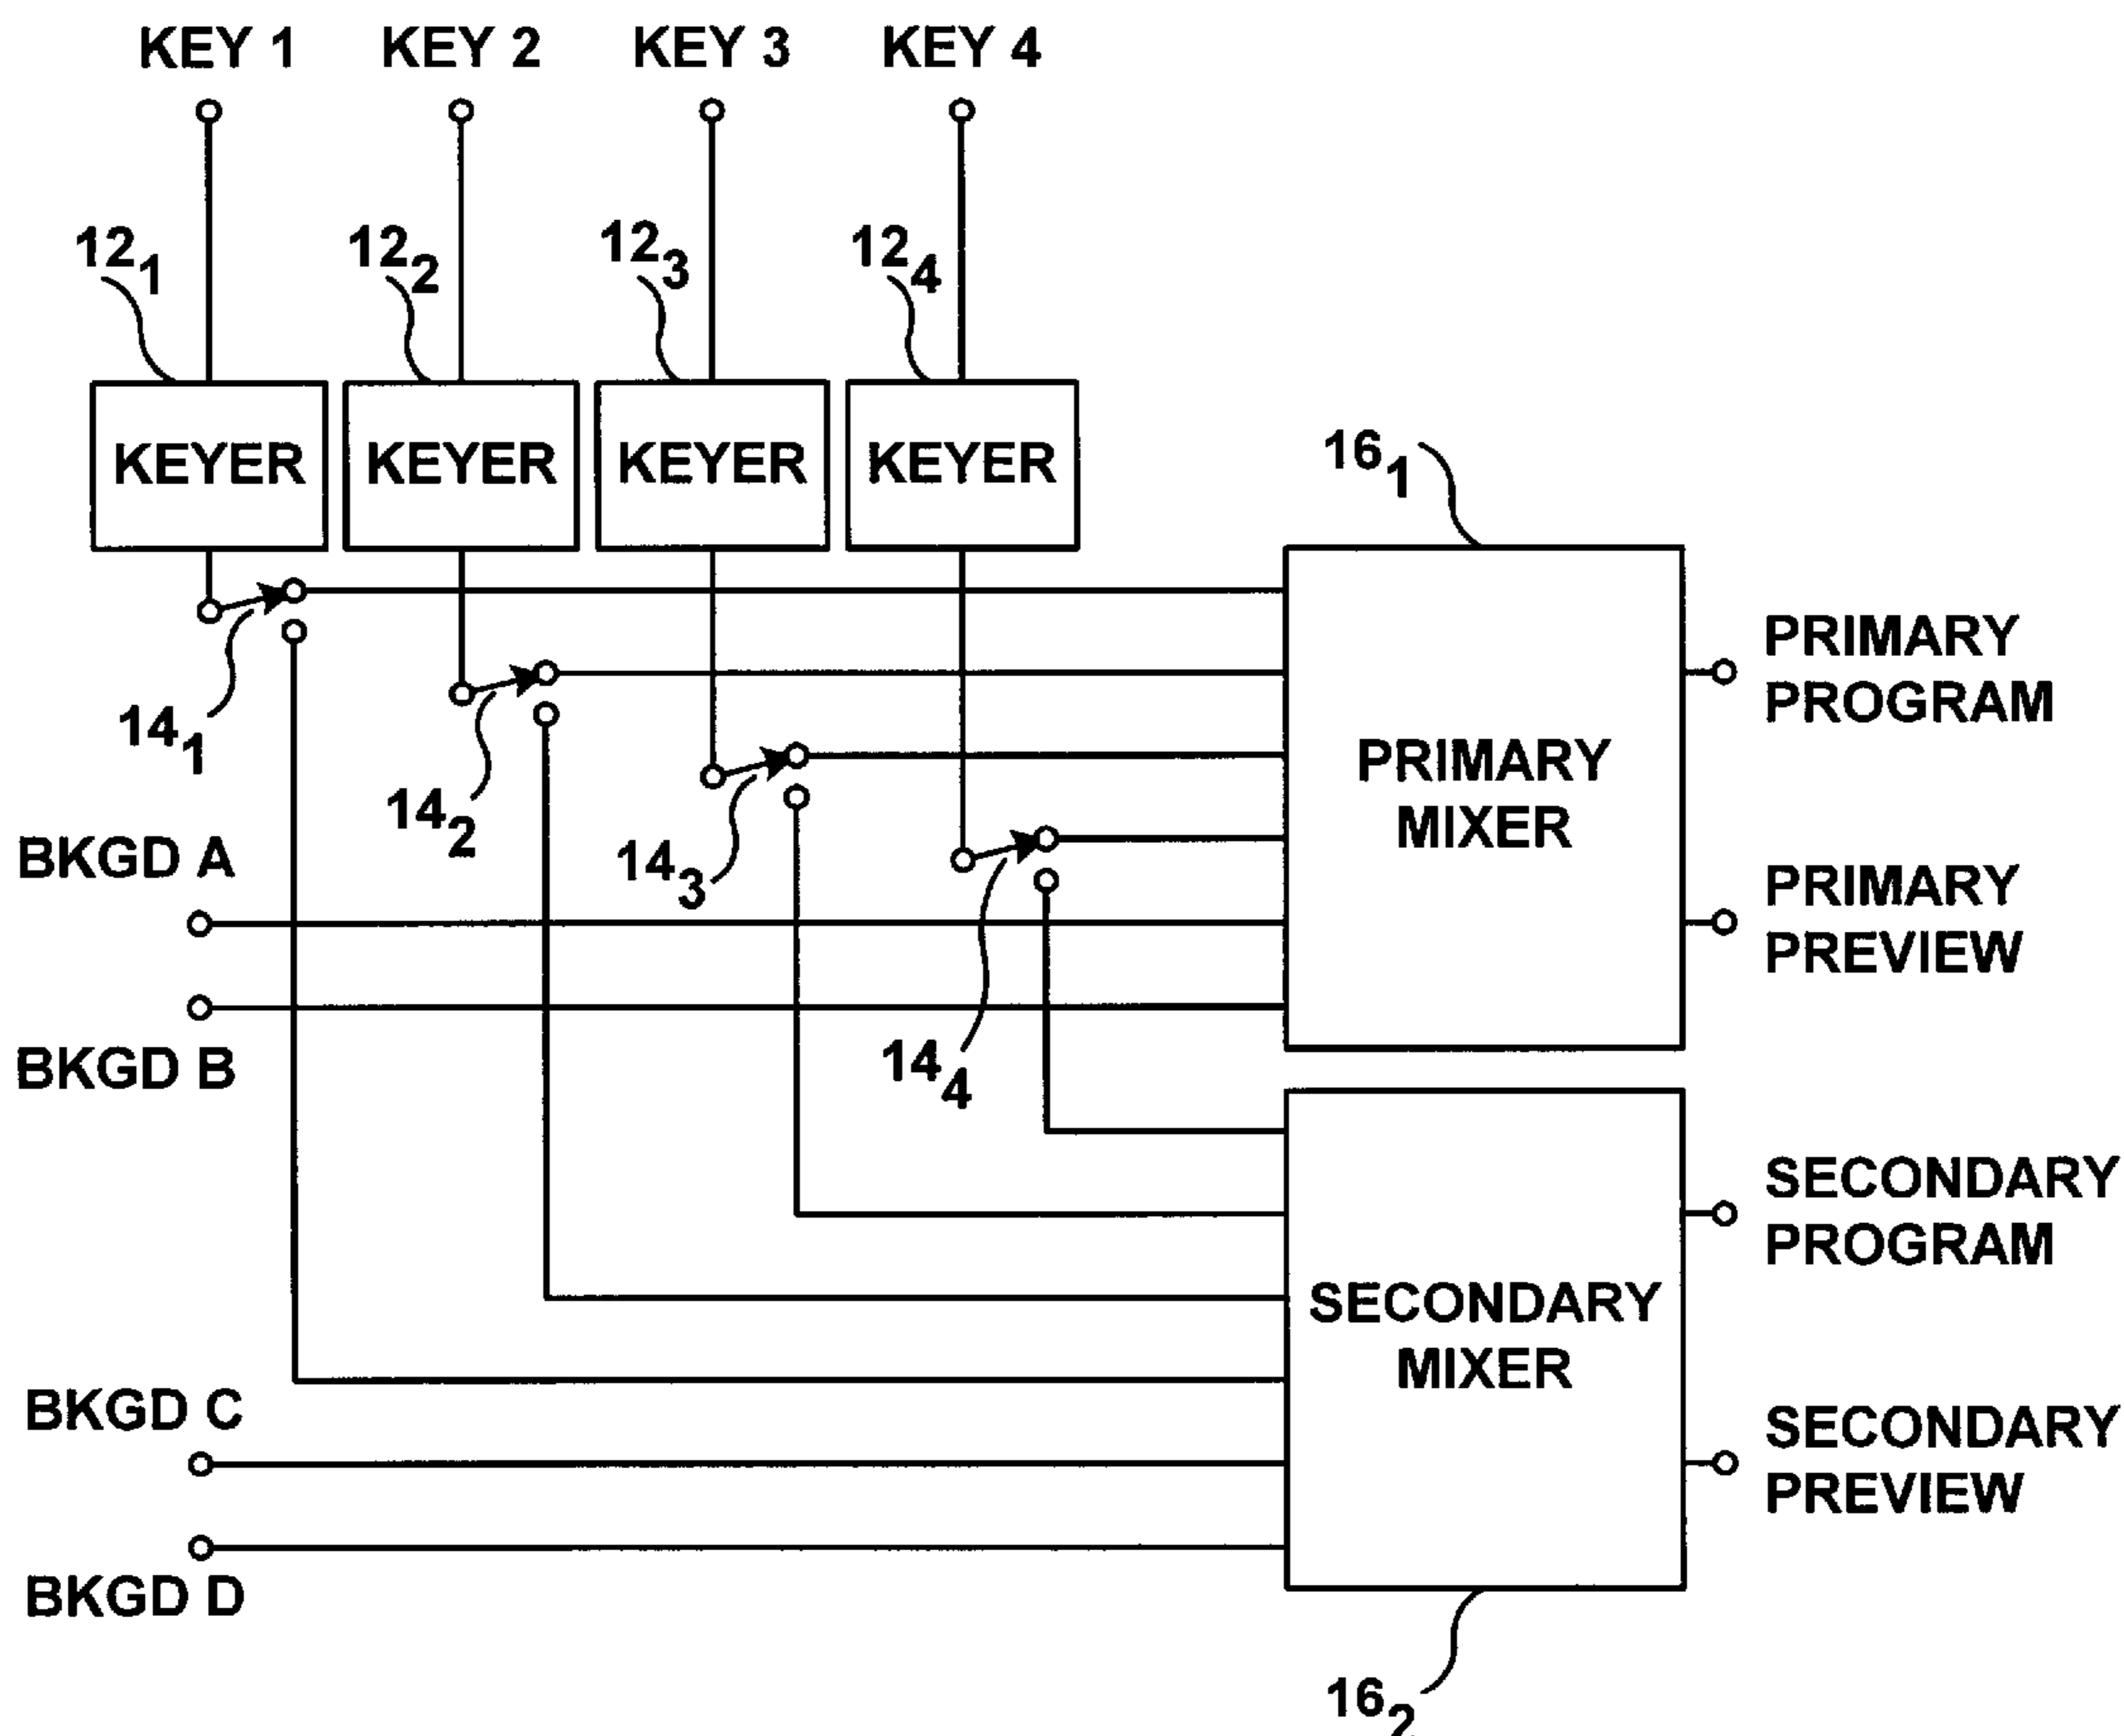 KEY 1 KEY 2 KEY 3 KEY 4
12₁ 12₂ 12₃ 12₄
KEYER KEYER KEYER KEYER
16₁
PRIMARY
PROGRAM
14₁
14₂
14₃
PRIMARY
MIXER
BKGD A
PRIMARY
PREVIEW
BKGD B
14₄
SECONDARY
PROGRAM
SECONDARY
MIXER
BKGD C
SECONDARY
PREVIEW
BKGD D
16₂